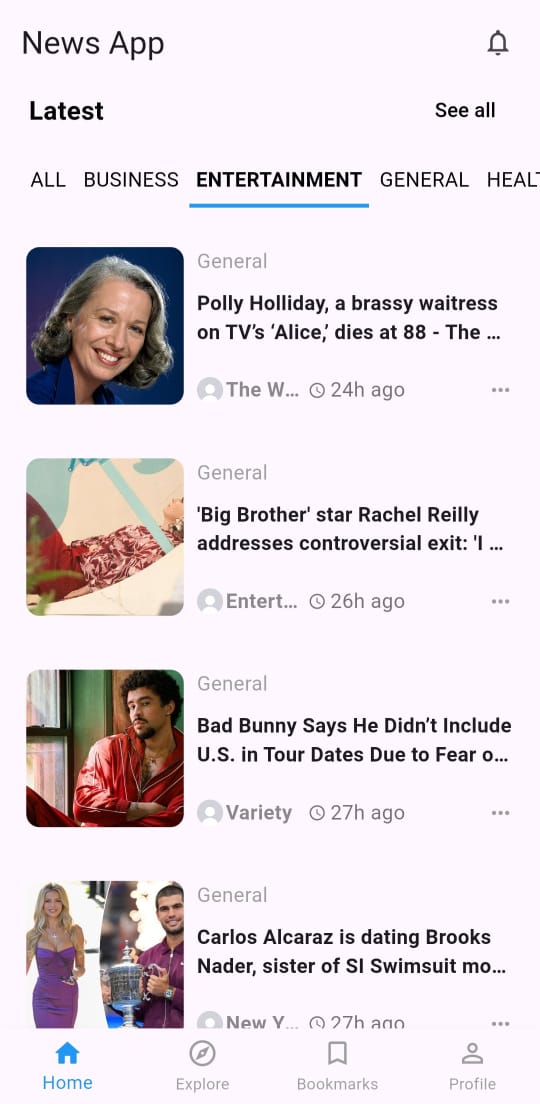 News App
Latest
See all
ALL BUSINESS ENTERTAINMENT GENERAL HEALT
General
Polly Holliday, a brassy waitress
on TV’s ‘Alice,’ dies at 88 - The …
The W… 24h ago
General
'Big Brother' star Rachel Reilly
addresses controversial exit: 'I …
Entert… 26h ago
General
Bad Bunny Says He Didn’t Include
U.S. in Tour Dates Due to Fear o…
Variety 27h ago
General
Carlos Alcaraz is dating Brooks
Nader, sister of SI Swimsuit mo…
New Y… 27h ago
Home Explore Bookmarks Profile